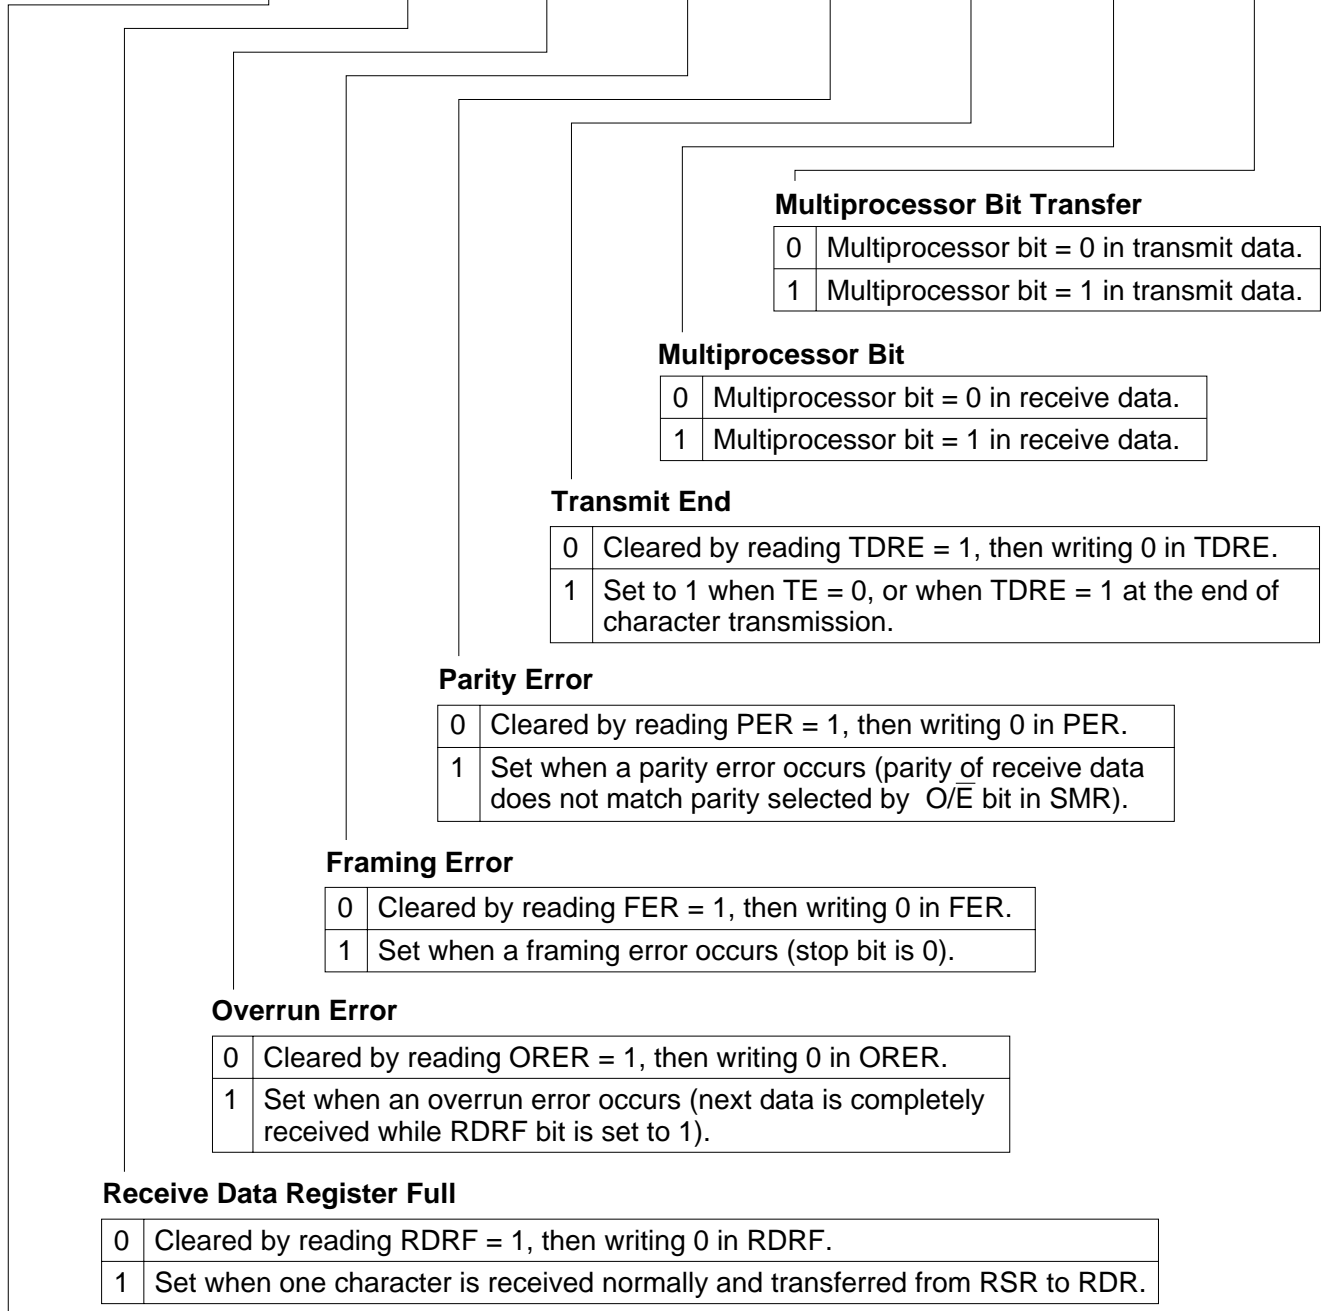 Multiprocessor Bit Transfer
0 Multiprocessor bit = 0 in transmit data.
1 Multiprocessor bit = 1 in transmit data.
Multiprocessor Bit
0 Multiprocessor bit = 0 in receive data.
1 Multiprocessor bit = 1 in receive data.
Transmit End
0 Cleared by reading TDRE = 1, then writing 0 in TDRE.
1 Set to 1 when TE = 0, or when TDRE = 1 at the end of
character transmission.
Parity Error
0 Cleared by reading PER = 1, then writing 0 in PER.
1 Set when a parity error occurs (parity of receive data
does not match parity selected by O/E̅ bit in SMR).
Framing Error
0 Cleared by reading FER = 1, then writing 0 in FER.
1 Set when a framing error occurs (stop bit is 0).
Overrun Error
0 Cleared by reading ORER = 1, then writing 0 in ORER.
1 Set when an overrun error occurs (next data is completely
received while RDRF bit is set to 1).
Receive Data Register Full
0 Cleared by reading RDRF = 1, then writing 0 in RDRF.
1 Set when one character is received normally and transferred from RSR to RDR.